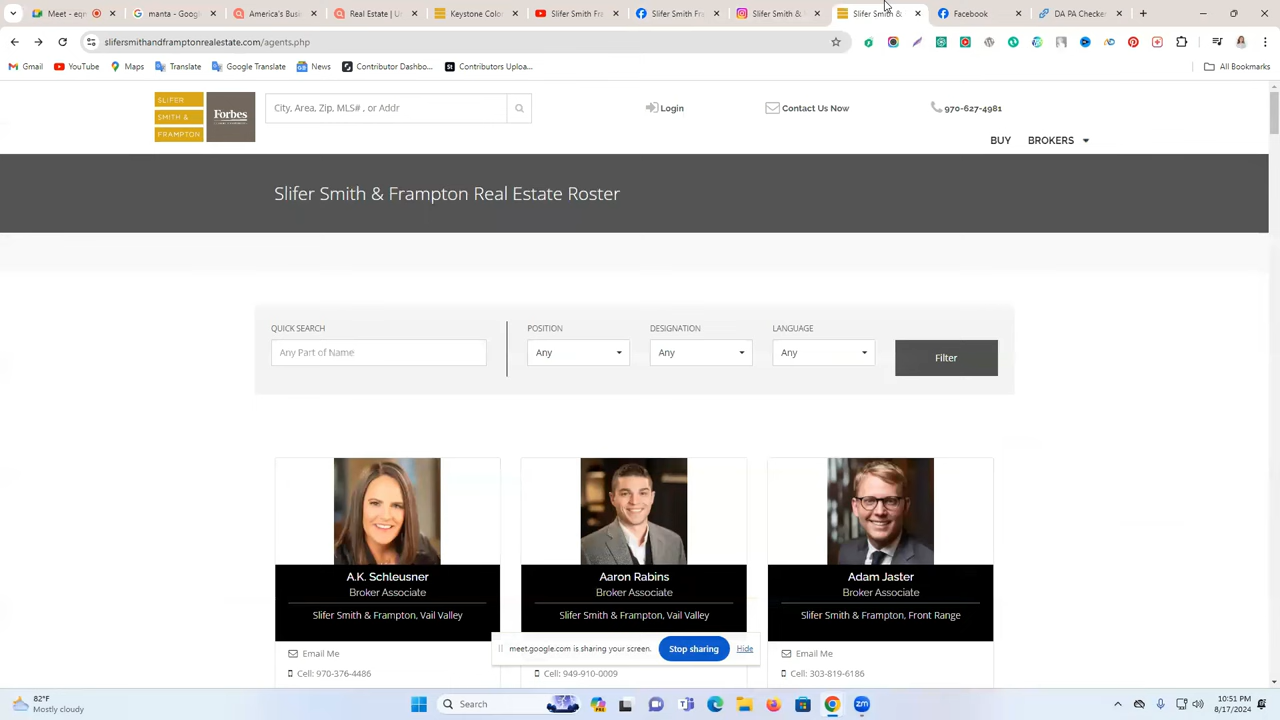 Meet - eqn
manta - Goog
America's Busi
Real Estate | U
Keystone Color
Slifer Smith Fra
Slifer Smith Fr
Slifer Smith &
Slifer Smith &
Facebook
DA PA Checke
slifersmithandframptonrealestate.com/agents.php
Gmail
YouTube
Maps
Translate
Google Translate
News
Contributor Dashbo...
Contributors Uploa...
All Bookmarks
SLIFER
SMITH &
FRAMPTON
Forbes
City, Area, Zip, MLS# , or Addr
Login
Contact Us Now
970-627-4981
BUY
BROKERS
Slifer Smith & Frampton Real Estate Roster
QUICK SEARCH
POSITION
DESIGNATION
LANGUAGE
Any Part of Name
Any
Any
Any
Filter
A.K. Schleusner
Broker Associate
Slifer Smith & Frampton, Vail Valley
Email Me
Cell: 970-376-4486
Aaron Rabins
Broker Associate
Slifer Smith & Frampton, Vail Valley
Cell: 949-910-0009
Adam Jaster
Broker Associate
Slifer Smith & Frampton, Front Range
Email Me
Cell: 303-819-6186
meet.google.com is sharing your screen.
Stop sharing
Hide
82°F
Mostly cloudy
Search
10:51 PM
8/17/2024